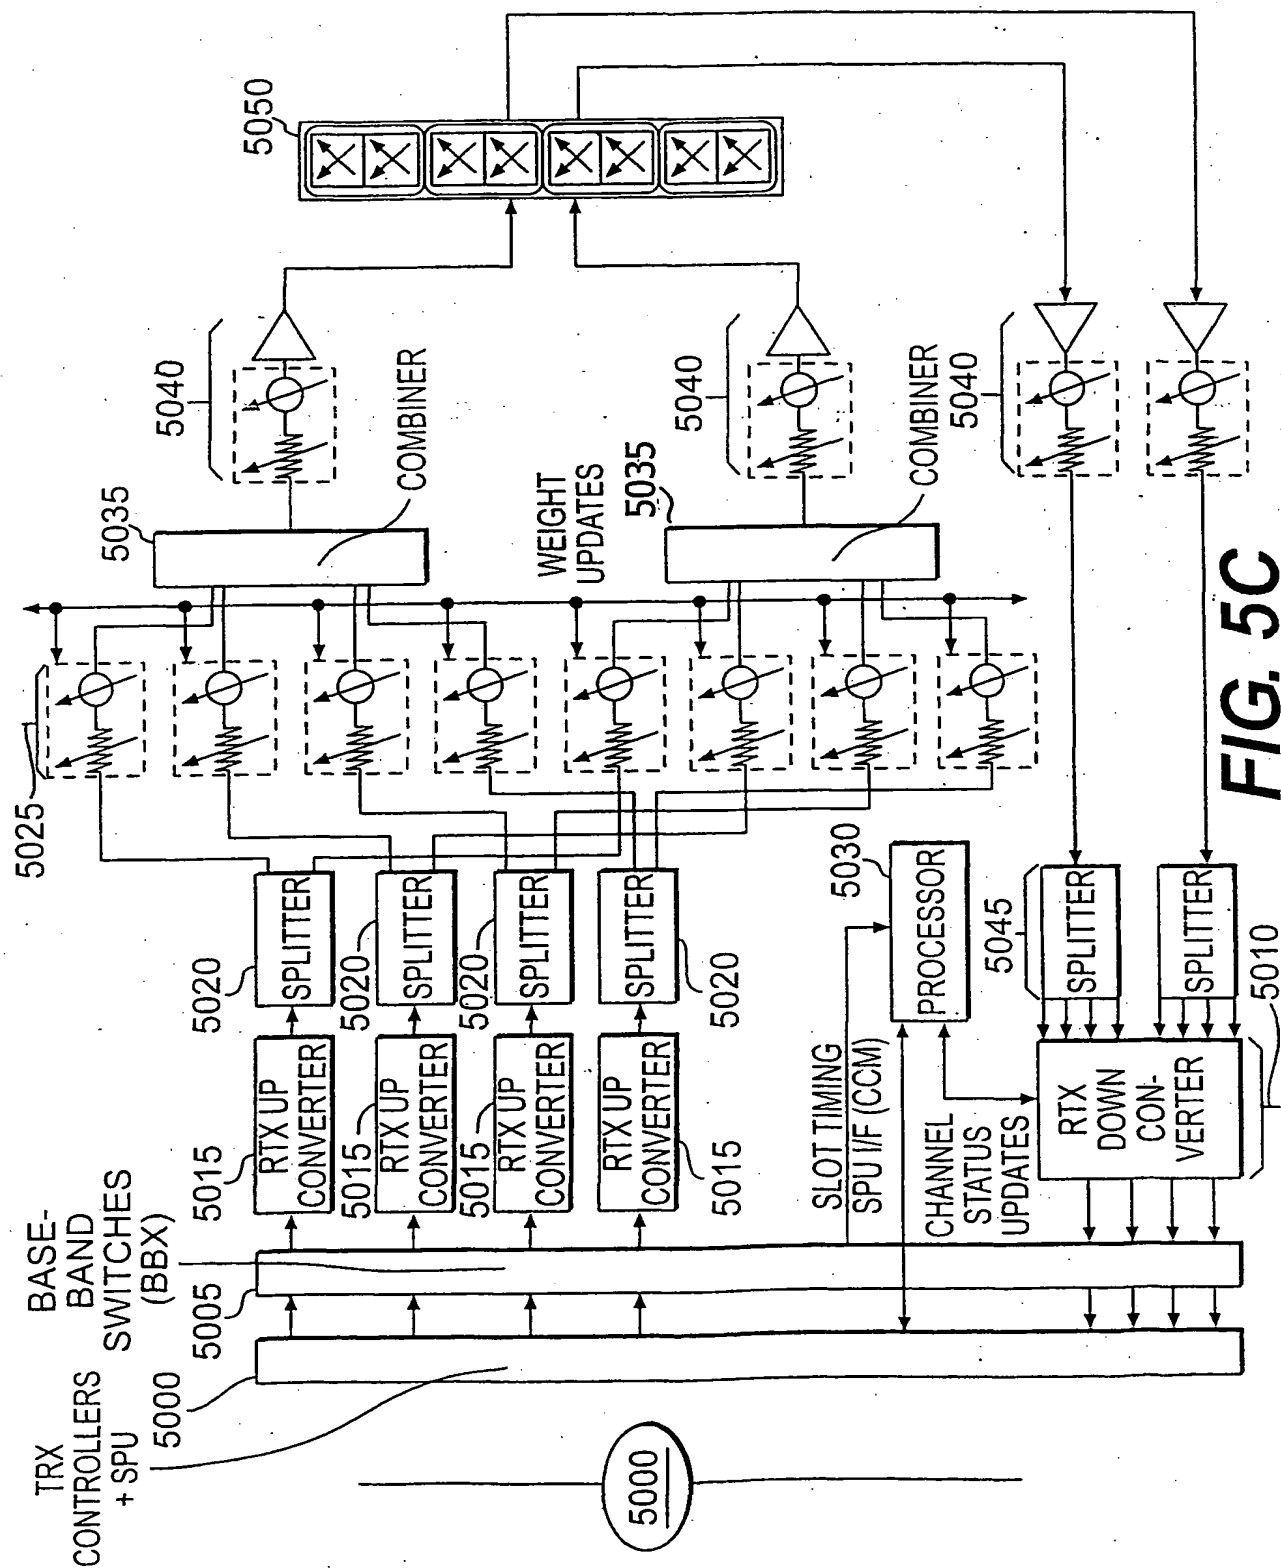 TRX
CONTROLLERS
+ SPU
5000
BASE-
BAND
SWITCHES
(BBX)
5005
5000
5015
RTX UP
CONVERTER
5015
RTX UP
CONVERTER
5015
RTX UP
CONVERTER
RTX UP
CONVERTER
5015
5020
SPLITTER
5020
SPLITTER
5020
SPLITTER
SPLITTER
5020
5025
SLOT TIMING
SPU I/F (CCM)
CHANNEL
STATUS
UPDATES
5030
PROCESSOR
RTX
DOWN
CON-
VERTER
5010
5045
SPLITTER
SPLITTER
5035
COMBINER
WEIGHT
UPDATES
5035
COMBINER
5040
5040
5040
5050
FIG. 5C